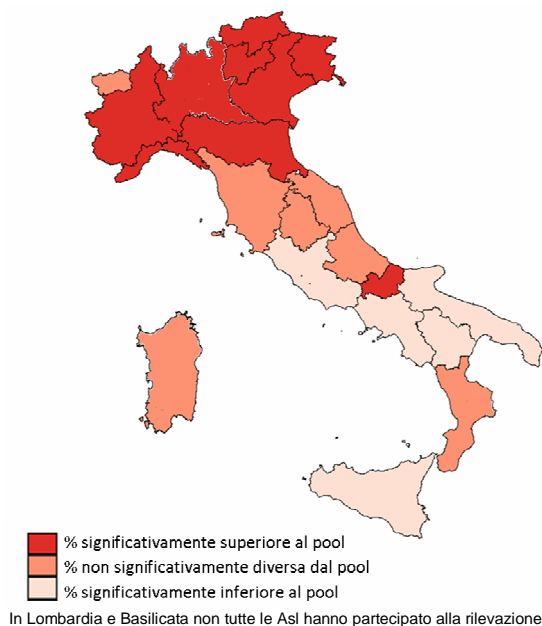 % significativamente superiore al pool
% non significativamente diversa dal pool
% significativamente inferiore al pool
In Lombardia e Basilicata non tutte le Asl hanno partecipato alla rilevazione